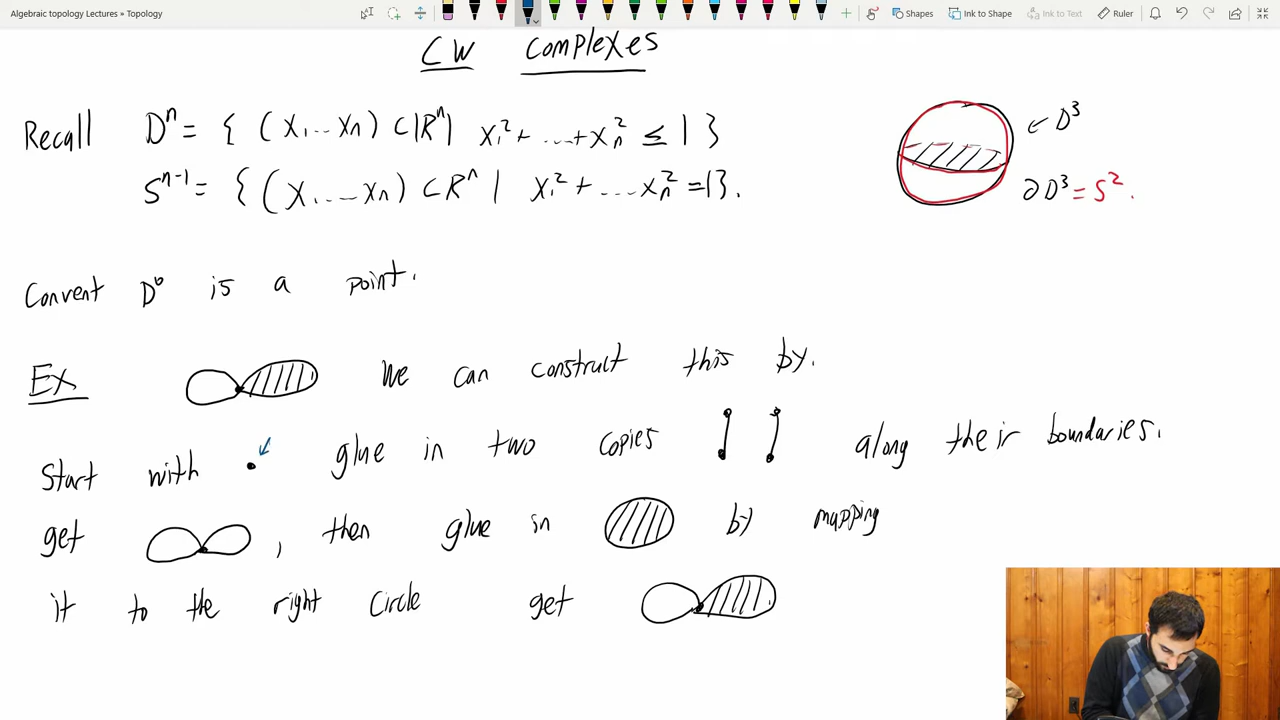 Algebraic topology Lectures » Topology
Shapes Ink to Shape Ink to Text Ruler
CW Complexes
Recall Dⁿ = { (x₁...xₙ) ⊂ ℝⁿ | x₁² + ... + xₙ² ≤ 1 }
← D³
Sⁿ⁻¹ = { (x₁...xₙ) ⊂ ℝⁿ | x₁² + ... xₙ² = 1 }.
∂D³ = S².
Convent D⁰ is a point.
Ex We can construct this by.
Start with glue in two copies along their boundaries.
get , then glue in by mapping
it to the right Circle get